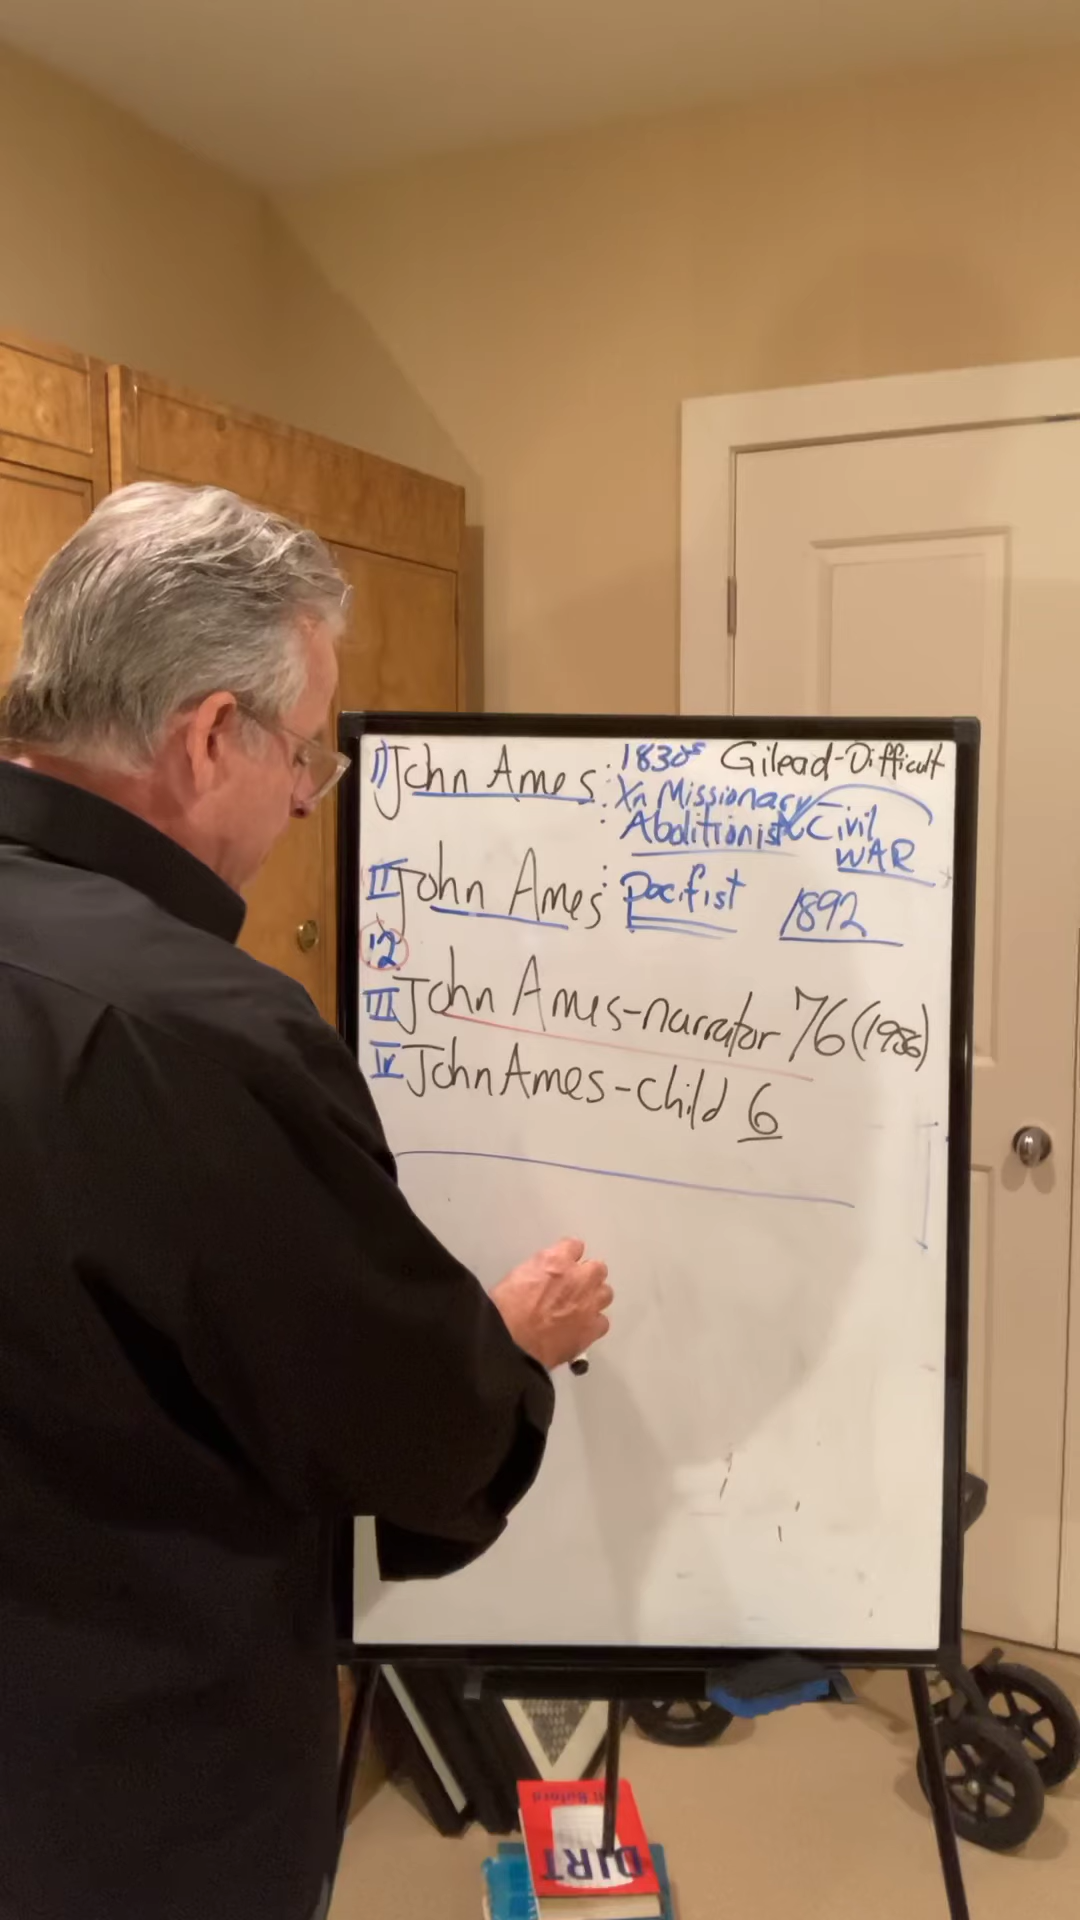 I) John Ames: 1830s Gilead-Difficult
: Xn Missionary -
: Abolitionist Civil
WAR
II John Ames: Pacifist 1892
12
III John Ames-narrator 76 (1956)
IV John Ames-child 6
Buford
DIRT